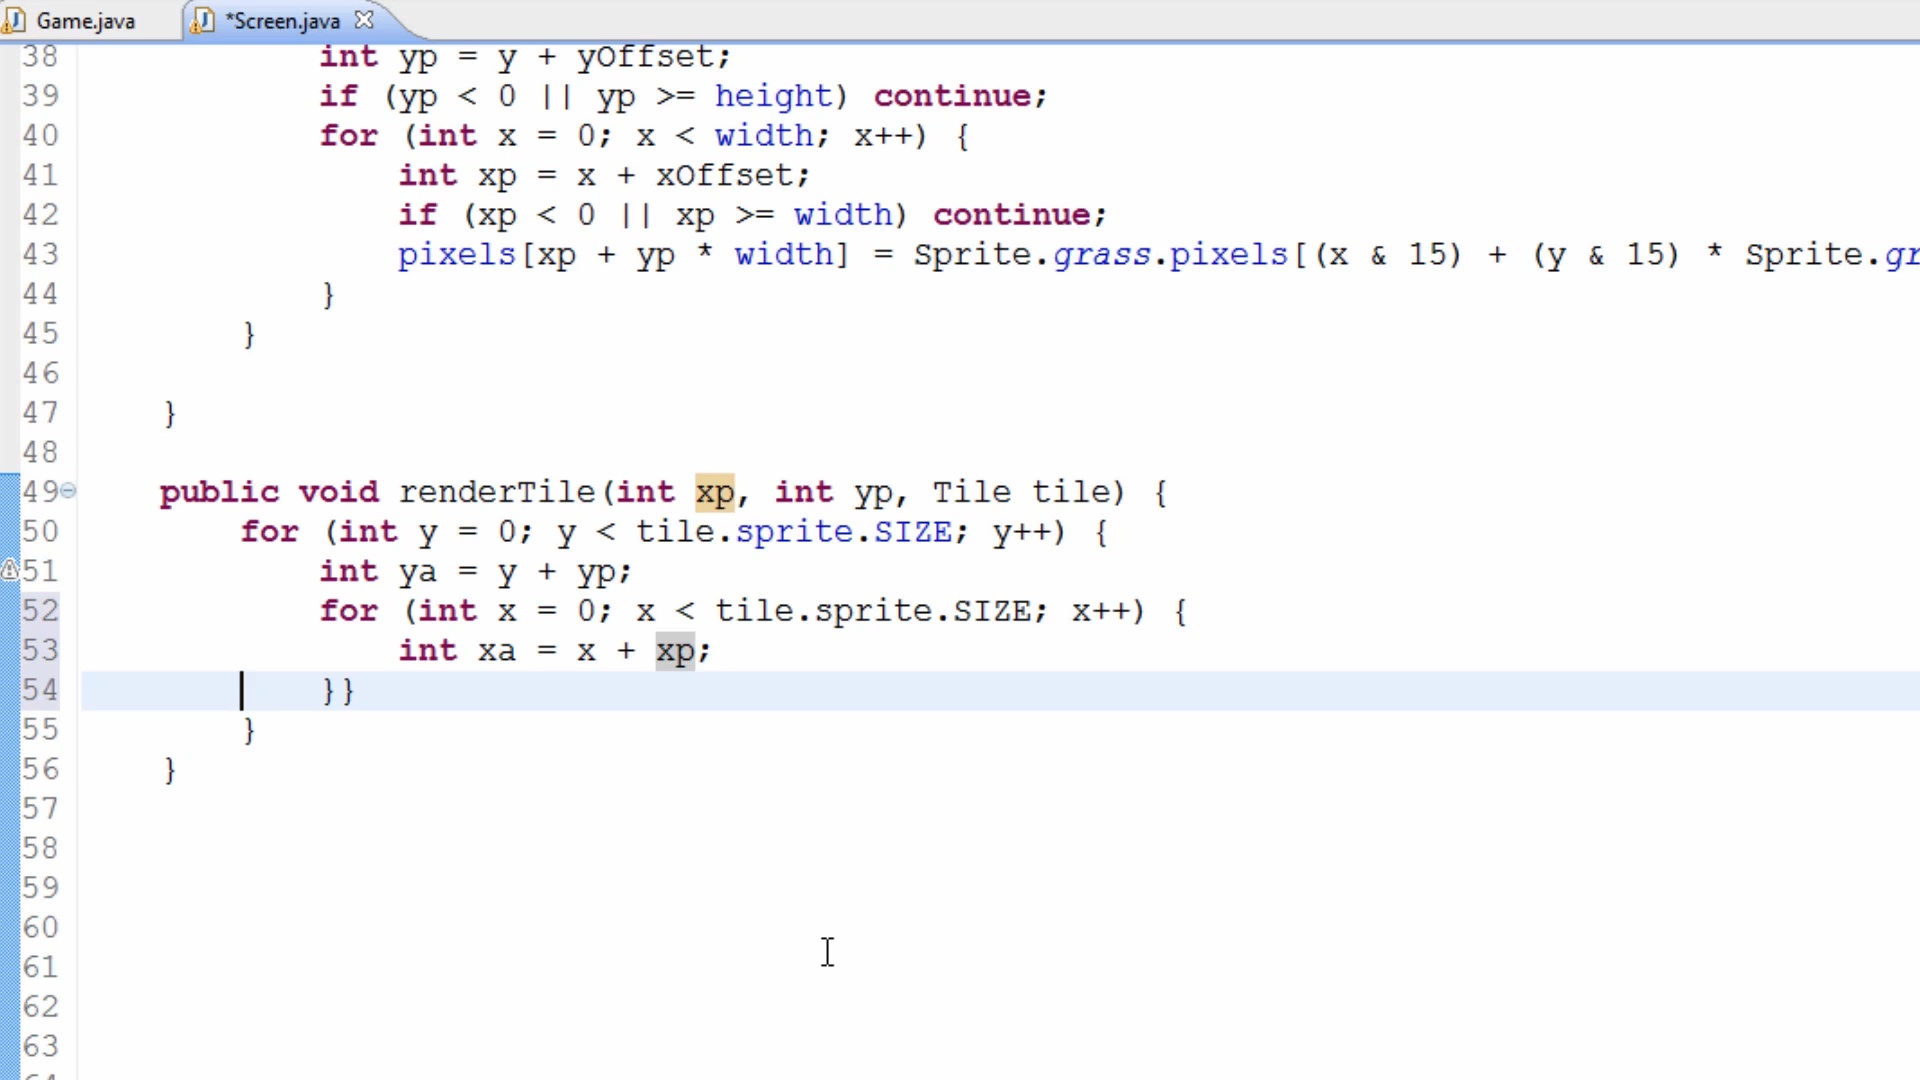 Game.java
*Screen.java
38 int yp = y + yOffset;
39 if (yp < 0 || yp >= height) continue;
40 for (int x = 0; x < width; x++) {
41 int xp = x + xOffset;
42 if (xp < 0 || xp >= width) continue;
43 pixels[xp + yp * width] = Sprite.grass.pixels[(x & 15) + (y & 15) * Sprite.gr
44 }
45 }
46
47 }
48
49 public void renderTile(int xp, int yp, Tile tile) {
50 for (int y = 0; y < tile.sprite.SIZE; y++) {
51 int ya = y + yp;
52 for (int x = 0; x < tile.sprite.SIZE; x++) {
53 int xa = x + xp;
54 }}
55 }
56 }
57
58
59
60
61
62
63